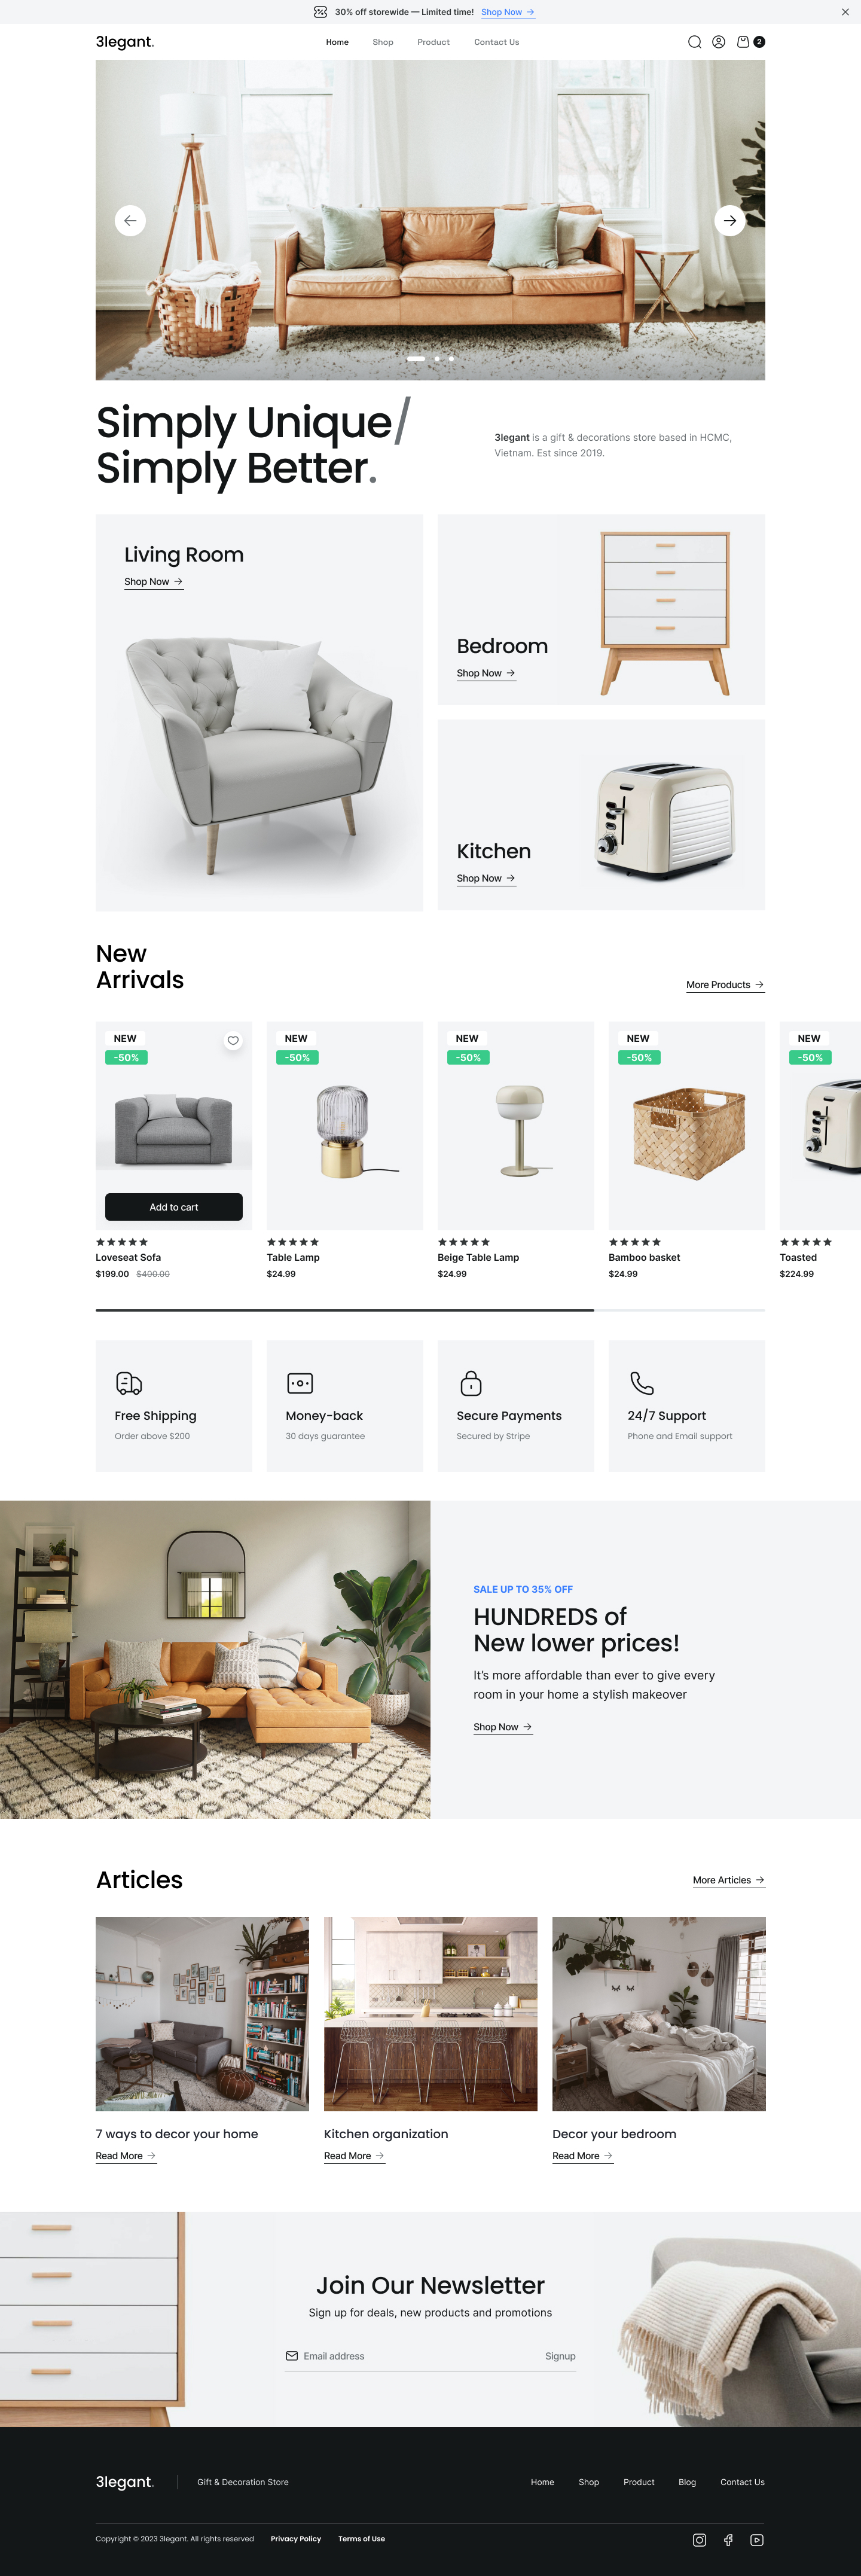 30% off storewide — Limited time! Shop Now
3legant.
Home Shop Product Contact Us
2
Simply Unique/
Simply Better.
3legant is a gift & decorations store based in HCMC,
Vietnam. Est since 2019.
Living Room
Shop Now
Bedroom
Shop Now
Kitchen
Shop Now
New
Arrivals
More Products
NEW
-50%
Add to cart
Loveseat Sofa
$199.00 $400.00
NEW
-50%
Table Lamp
$24.99
NEW
-50%
Beige Table Lamp
$24.99
NEW
-50%
Bamboo basket
$24.99
NEW
-50%
Toasted
$224.99
Free Shipping
Order above $200
Money-back
30 days guarantee
Secure Payments
Secured by Stripe
24/7 Support
Phone and Email support
SALE UP TO 35% OFF
HUNDREDS of
New lower prices!
It’s more affordable than ever to give every
room in your home a stylish makeover
Shop Now
Articles
More Articles
7 ways to decor your home
Read More
Kitchen organization
Read More
Decor your bedroom
Read More
Join Our Newsletter
Sign up for deals, new products and promotions
Email address Signup
3legant.
Gift & Decoration Store
Home Shop Product Blog Contact Us
Copyright © 2023 3legant. All rights reserved Privacy Policy Terms of Use